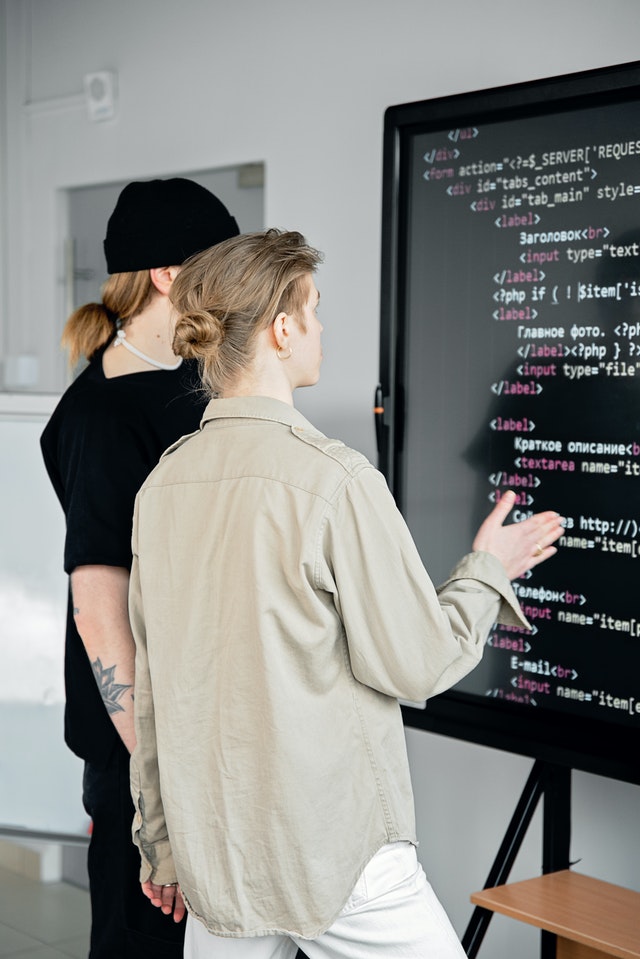 </ul>
</div>
<form action="<?=$_SERVER['REQUES
<div id="tabs_content">
<div id="tab_main" style=
<label>
Заголовок<br>
<input type="text
</label>
<?php if ( ! $item['is
<label>
Главное фото. <?p
</label><?php } ?>
<input type="file"
</label>
<label>
Краткое описание<b
<textarea name="it
</label>
<label>
http://)
name="item[
Телефон<br>
input name="item[p
</label>
<label>
E-mail<br>
<input name="item[e
</label>